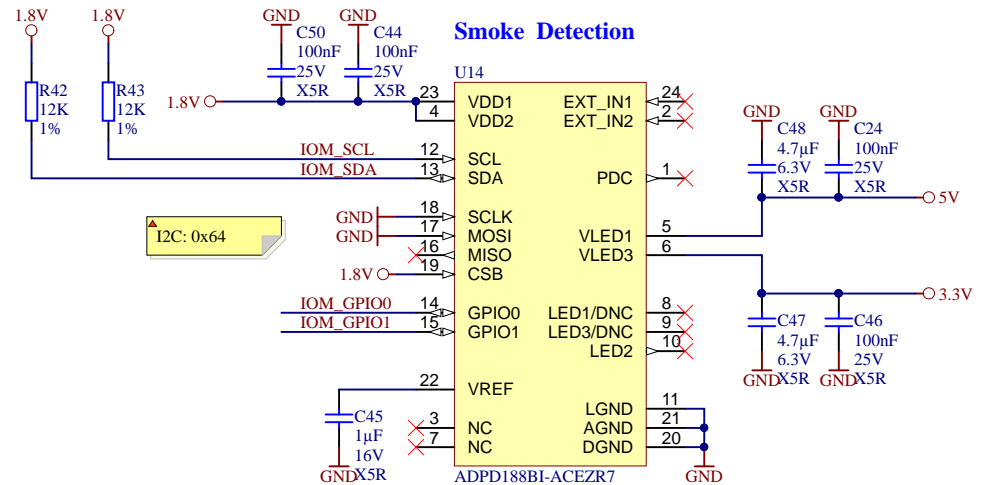 Smoke Detection
1.8V
1.8V
R42
12K
1%
R43
12K
1%
GND
C50
100nF
25V
X5R
GND
C44
100nF
25V
X5R
1.8V
IOM_SCL
IOM_SDA
I2C: 0x64
GND
GND
1.8V
IOM_GPIO0
IOM_GPIO1
C45
1µF
16V
X5R
GND
U14
23 VDD1
4 VDD2
12 SCL
13 SDA
18 SCLK
17 MOSI
16 MISO
19 CSB
14 GPIO0
15 GPIO1
22 VREF
3 NC
7 NC
EXT_IN1 24
EXT_IN2 2
PDC 1
VLED1 5
VLED3 6
LED1/DNC 8
LED3/DNC 9
LED2 10
LGND 11
AGND 21
DGND 20
ADPD188BI-ACEZR7
GND
GND
C48
4.7µF
6.3V
X5R
GND
C24
100nF
25V
X5R
5V
3.3V
C47
4.7µF
6.3V
X5R
GND
C46
100nF
25V
X5R
GND